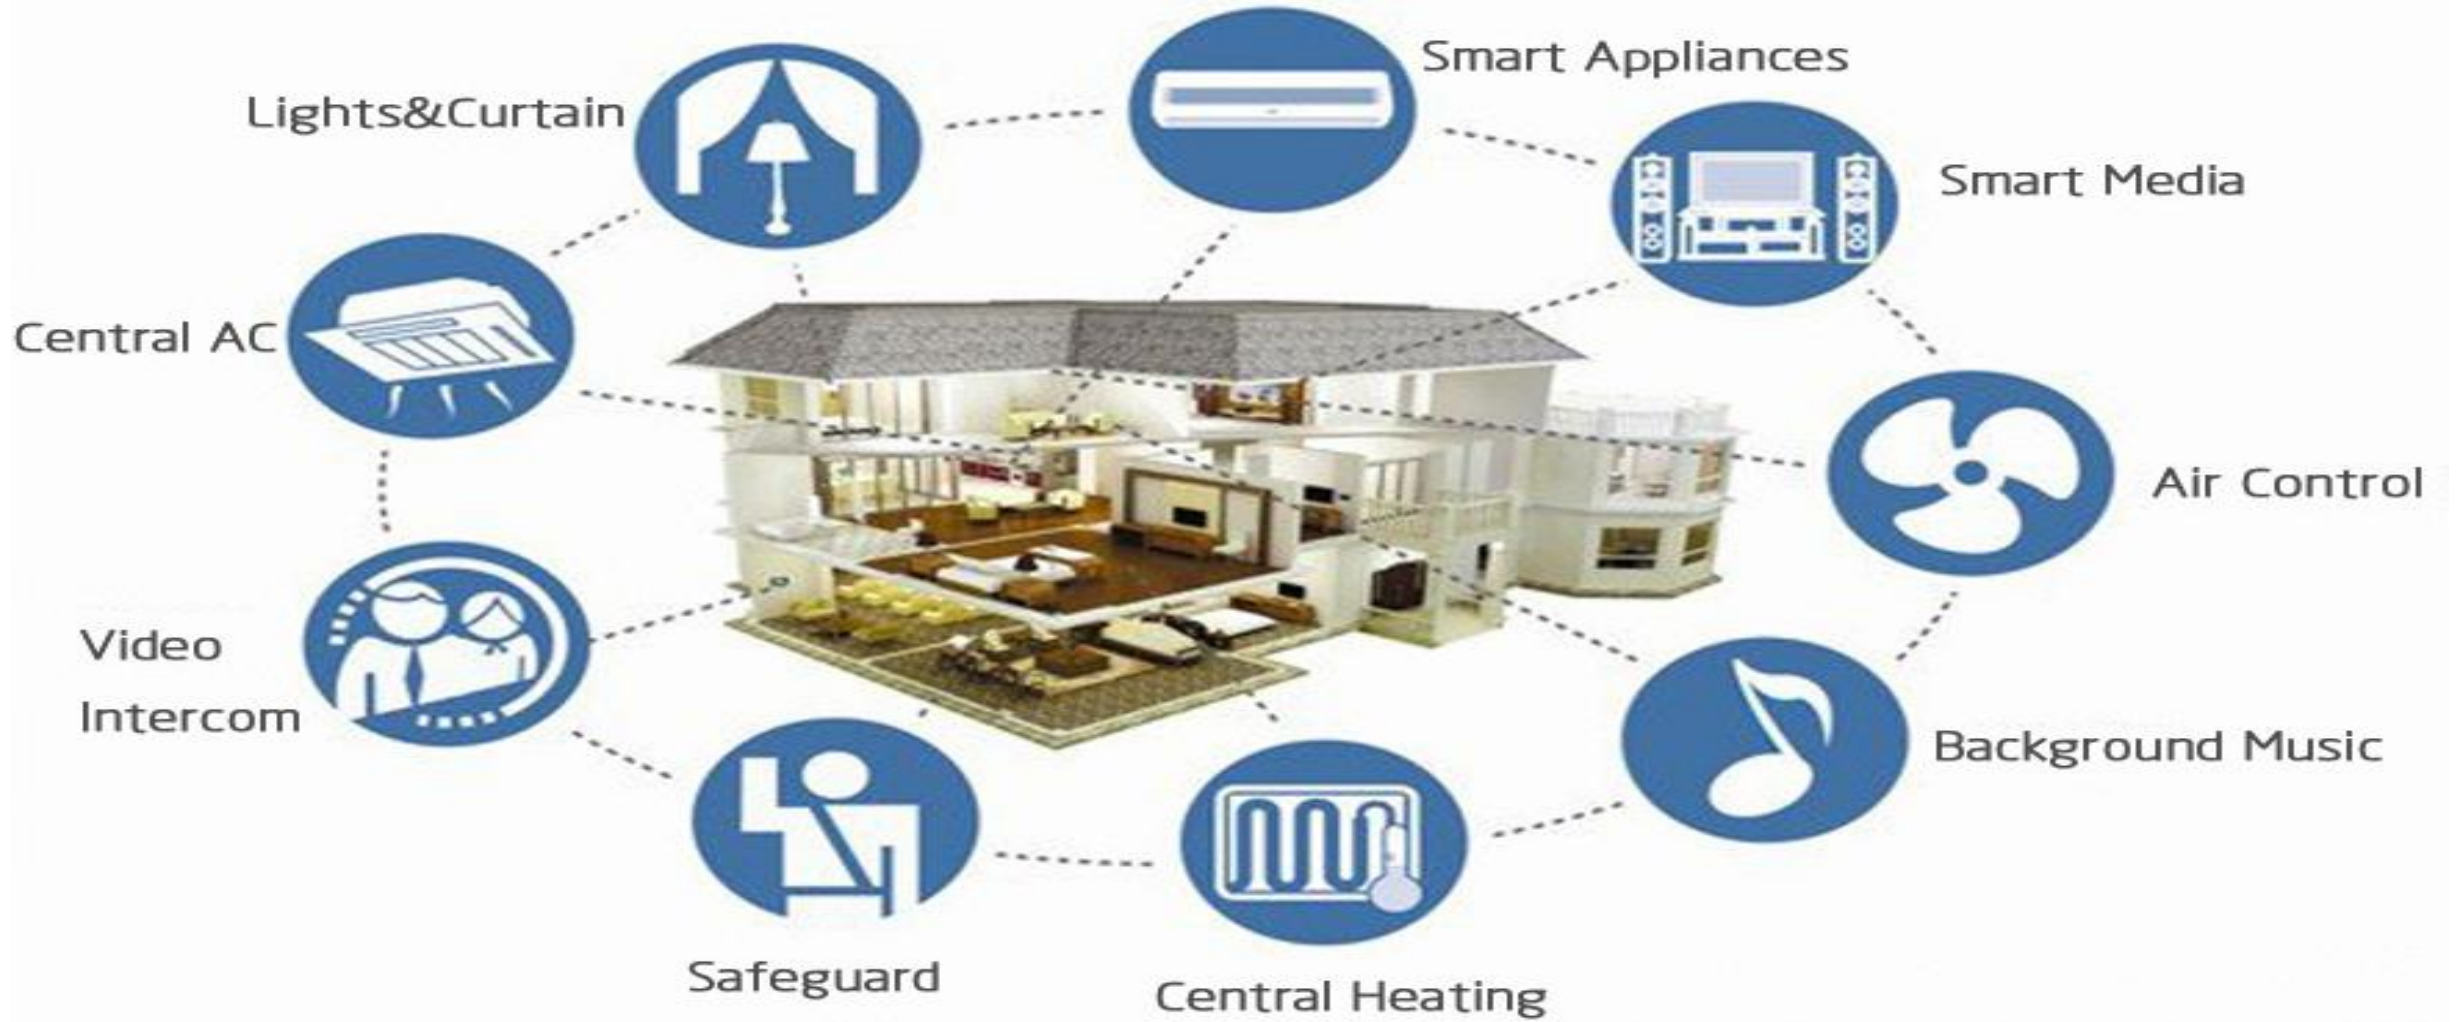 Smart Appliances
Lights&Curtain
Smart Media
Central AC
Air Control
Video
Intercom
Background Music
Safeguard
Central Heating